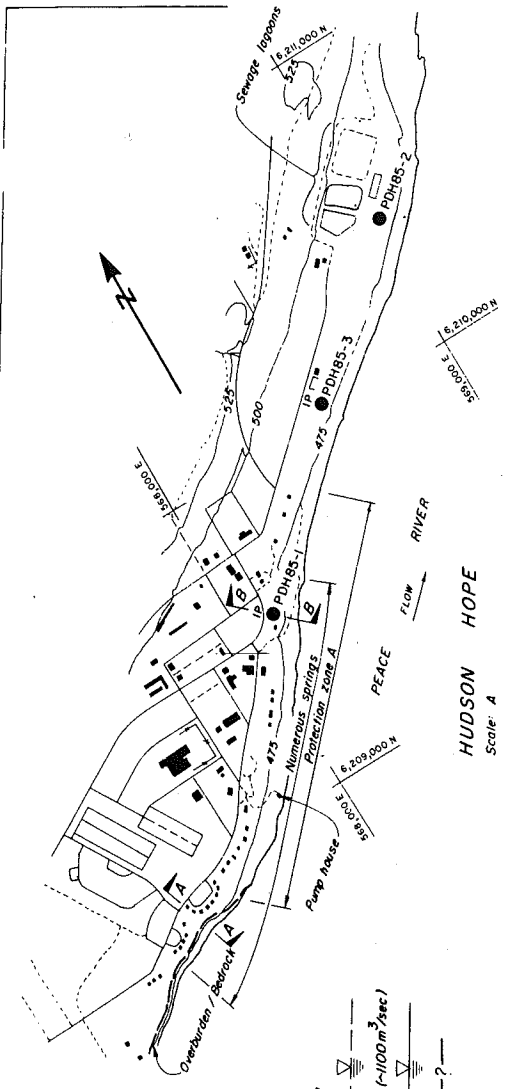 Sewage lagoons
525
6,211,000 N
N
PDH85-2
525
500
568,000 E
IP
PDH85-3
475
6,210,000 N
569,000 E
B
IP
PDH85-1
B
RIVER
PEACE
FLOW
Numerous springs
Protection zone A
475
HUDSON HOPE
Scale: A
6,209,000 N
568,000 E
Pump house
A
A
Overburden / Bedrock
(~1100 m³/sec)
?